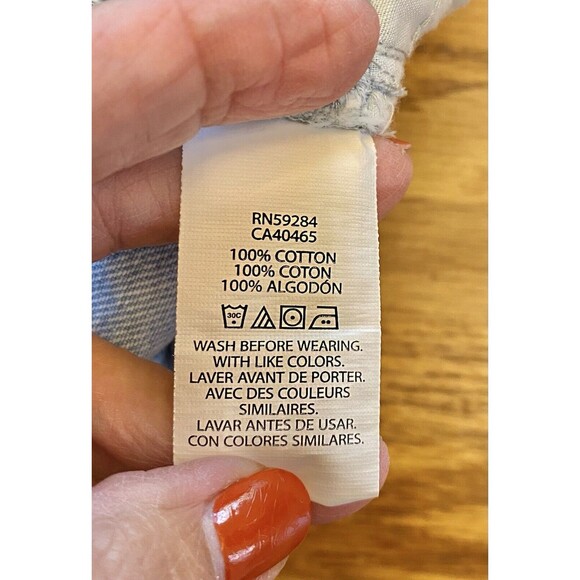 RN59284
CA40465
100% COTTON
100% COTON
100% ALGODÓN
30C
WASH BEFORE WEARING.
WITH LIKE COLORS.
LAVER AVANT DE PORTER.
AVEC DES COULEURS
SIMILAIRES.
LAVAR ANTES DE USAR.
CON COLORES SIMILARES.